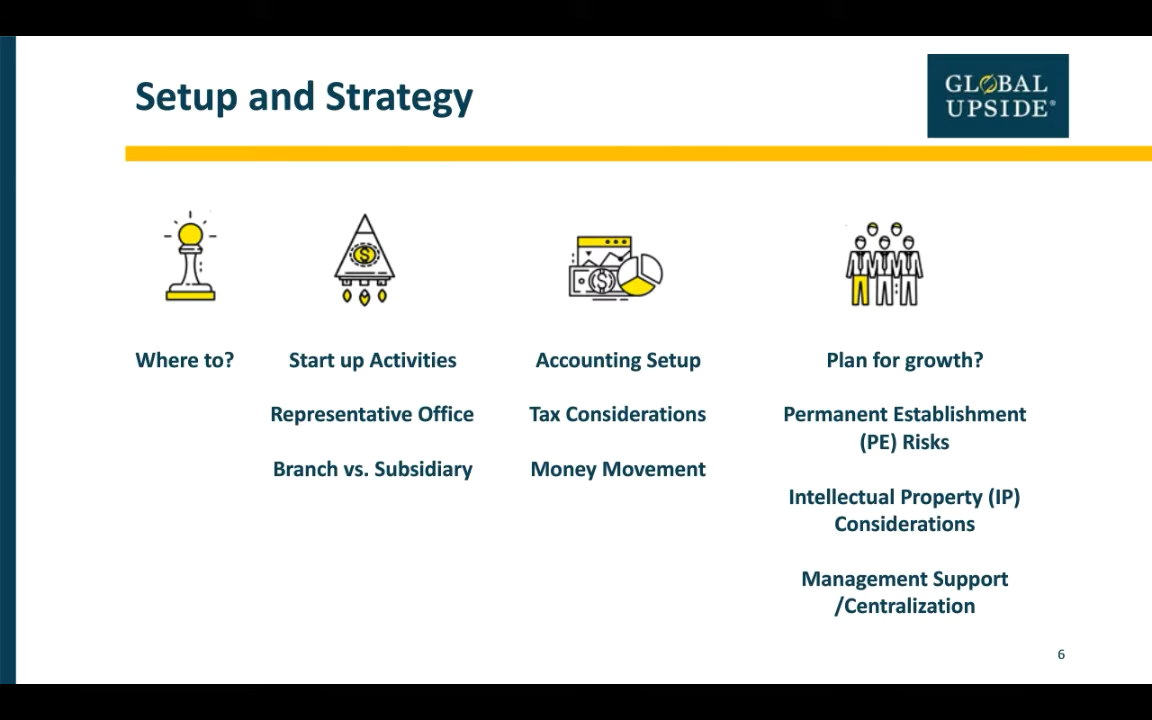 Setup and Strategy
GLOBAL
UPSIDE®
Where to?
Start up Activities
Representative Office
Branch vs. Subsidiary
Accounting Setup
Tax Considerations
Money Movement
Plan for growth?
Permanent Establishment
(PE) Risks
Intellectual Property (IP)
Considerations
Management Support
/Centralization
6